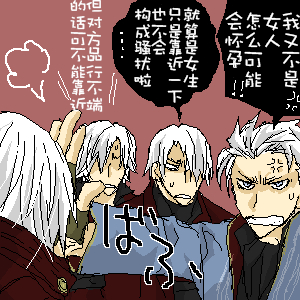 我又不是
女人
怎么可能
会怀孕
就算是女生
只是靠近一下
也不会
构成骚扰啦
但对方品行不端
的话一可不能靠近
ばふ